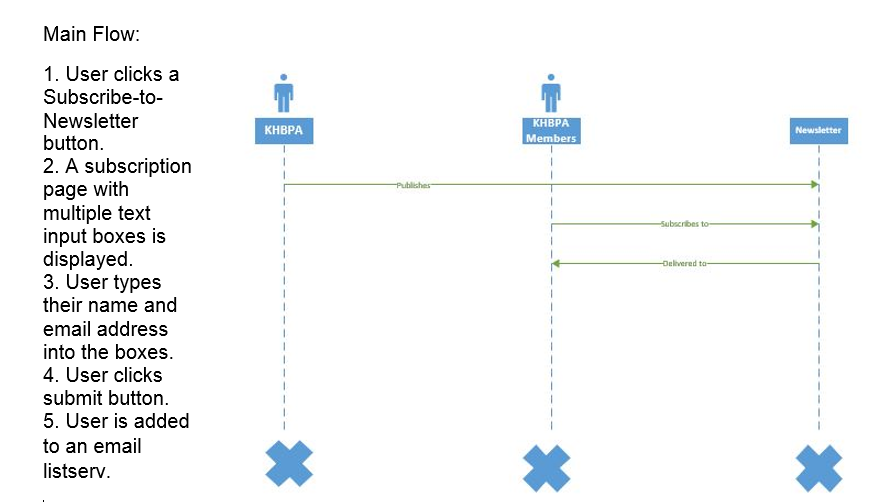 Main Flow:
1. User clicks a
Subscribe-to-
Newsletter
button.
2. A subscription
page with
multiple text
input boxes is
displayed.
3. User types
their name and
email address
into the boxes.
4. User clicks
submit button.
5. User is added
to an email
listserv.
KHBPA
KHBPA
Members
Newsletter
Publishes
Subscribes to
Delivered to